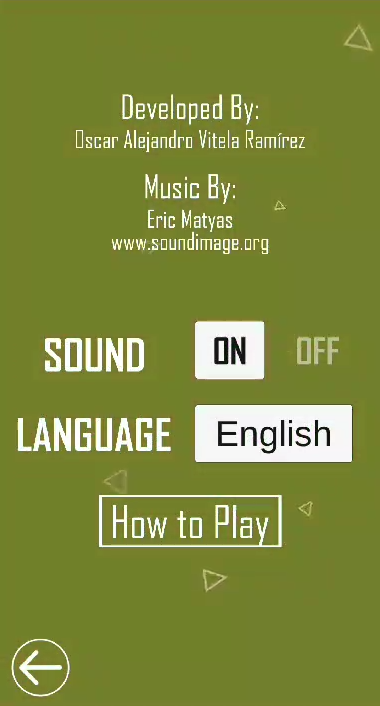 Developed By:
Oscar Alejandro Vitela Ramírez
Music By:
Eric Matyas
www.soundimage.org
SOUND ON OFF
LANGUAGE English
How to Play